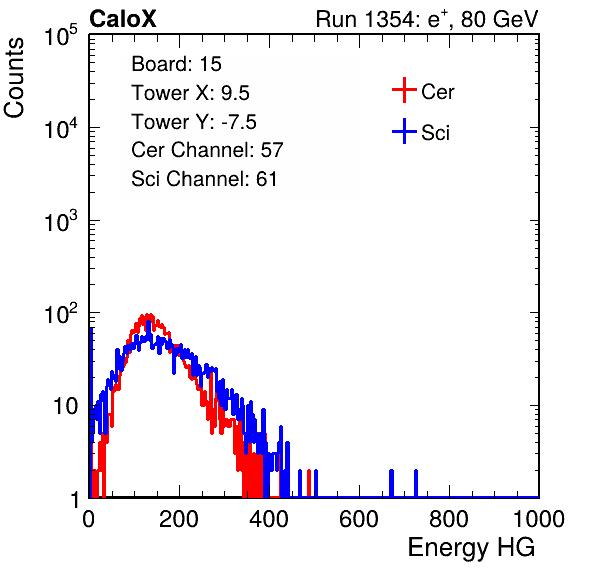 CaloX Run 1354: e⁺, 80 GeV
Counts
10⁵
10⁴
10³
10²
10
1
Board: 15
Tower X: 9.5
Tower Y: -7.5
Cer Channel: 57
Sci Channel: 61
Cer
Sci
0 200 400 600 800 1000
Energy HG